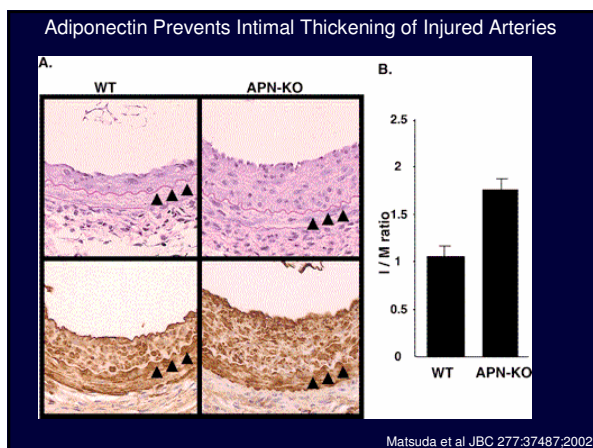 Adiponectin Prevents Intimal Thickening of Injured Arteries
A.
WT APN-KO
B.
I / M ratio
2.5
2
1.5
1
0.5
0
WT APN-KO
Matsuda et al JBC 277:37487;2002